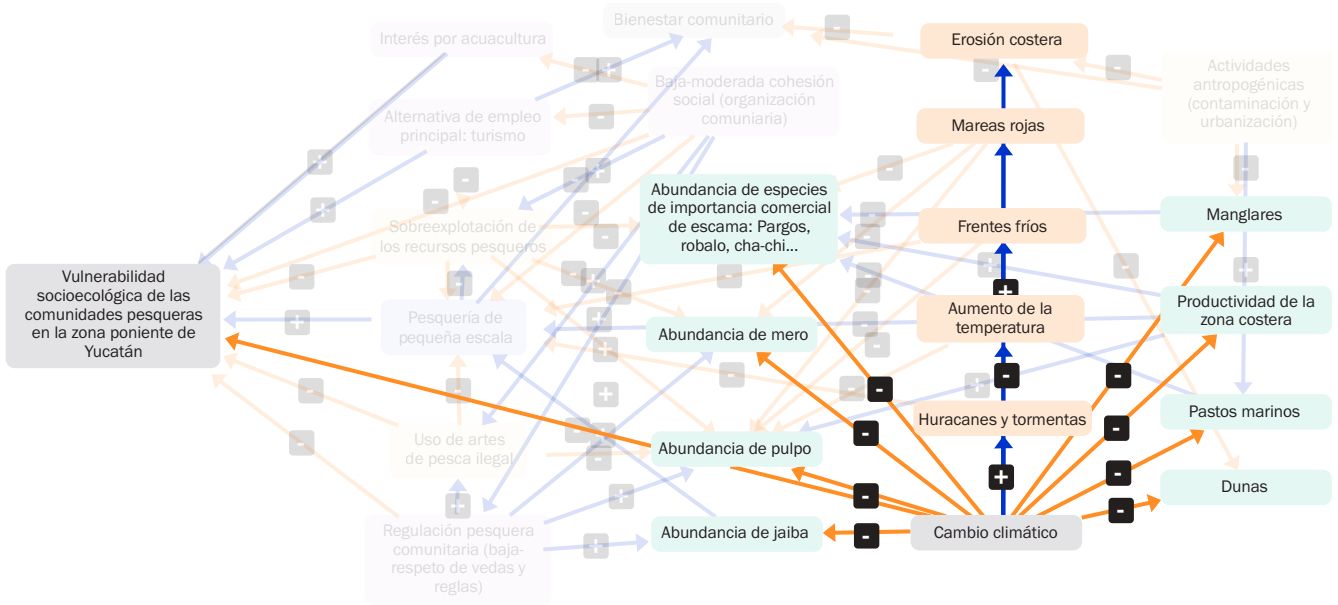 Bienestar comunitario
Interés por acuacultura
Erosión costera
Baja-moderada cohesión
social (organización
comuniaria)
Actividades
antropogénicas
(contaminación y
urbanización)
Alternativa de empleo
principal: turismo
Mareas rojas
Abundancia de especies
de importancia comercial
de escama: Pargos,
robalo, cha-chi...
Manglares
Sobreexplotación de
los recursos pesqueros
Frentes fríos
Vulnerabilidad
socioecológica de las
comunidades pesqueras
en la zona poniente de
Yucatán
Pesquería de
pequeña escala
Abundancia de mero
Aumento de la
temperatura
Productividad de la
zona costera
Huracanes y tormentas
Pastos marinos
Uso de artes
de pesca ilegal
Abundancia de pulpo
Dunas
Regulación pesquera
comunitaria (baja-
respeto de vedas y
reglas)
Abundancia de jaiba
Cambio climático